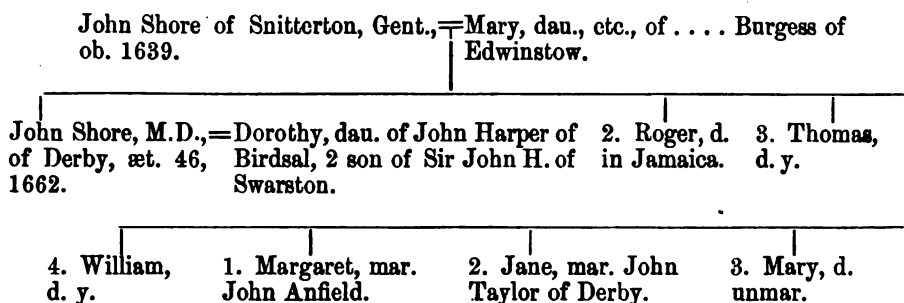 John Shore of Snitterton, Gent.,=Mary, dau., etc., of . . . . Burgess of
ob. 1639. Edwinstow.
John Shore, M.D.,=Dorothy, dau. of John Harper of 2. Roger, d. 3. Thomas,
of Derby, æt. 46, Birdsal, 2 son of Sir John H. of in Jamaica. d. y.
1662. Swarston.
4. William, 1. Margaret, mar. 2. Jane, mar. John 3. Mary, d.
d. y. John Anfield. Taylor of Derby. unmar.